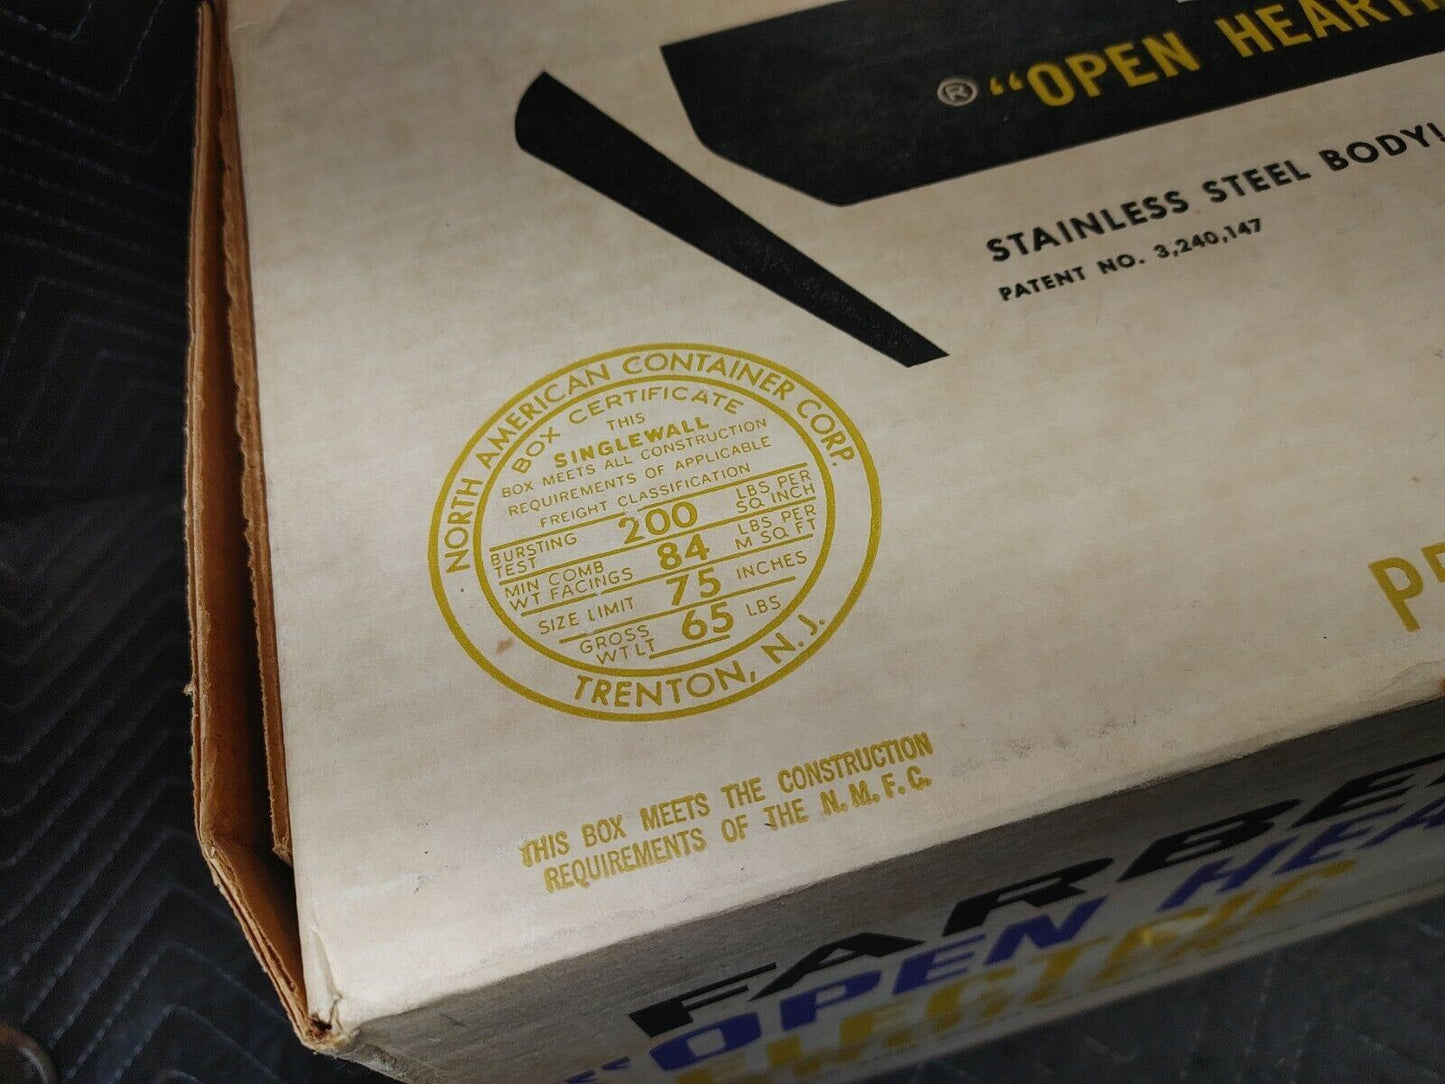 ® “OPEN
STAINLESS STEEL BODY!
PATENT NO. 3,240,147
NORTH AMERICAN CONTAINER CORP.
BOX CERTIFICATE
THIS
SINGLEWALL
BOX MEETS ALL CONSTRUCTION
REQUIREMENTS OF APPLICABLE
FREIGHT CLASSIFICATION
BURSTING TEST 200 LBS PER SQ INCH
MIN COMB WT FACINGS 84 LBS PER M SQ FT
SIZE LIMIT 75 INCHES
GROSS WT LT 65 LBS
TRENTON, N. J.
THIS BOX MEETS THE CONSTRUCTION
REQUIREMENTS OF THE N. M. F. C.
“OPEN